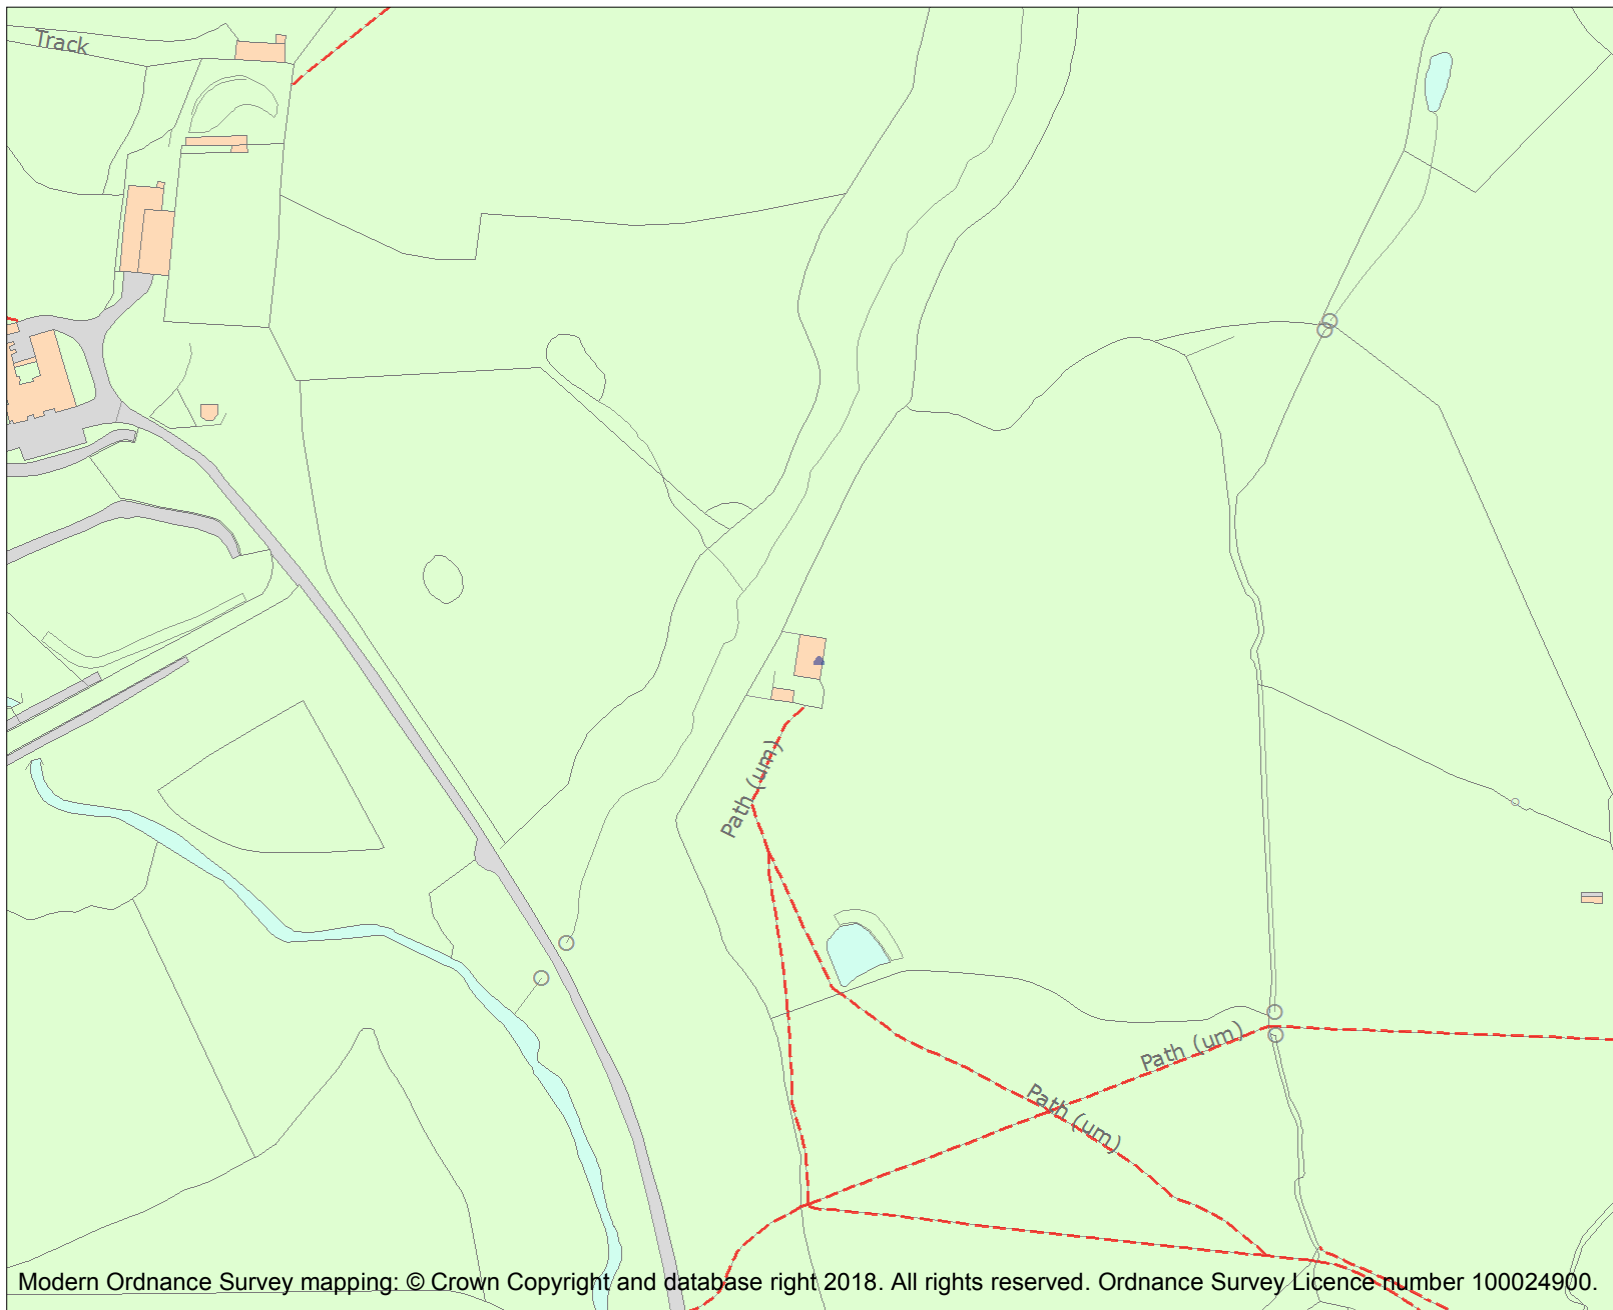 Track
Path (um)
Path (um)
Path (um)
Modern Ordnance Survey mapping: © Crown Copyright and database right 2018. All rights reserved. Ordnance Survey Licence number 100024900.